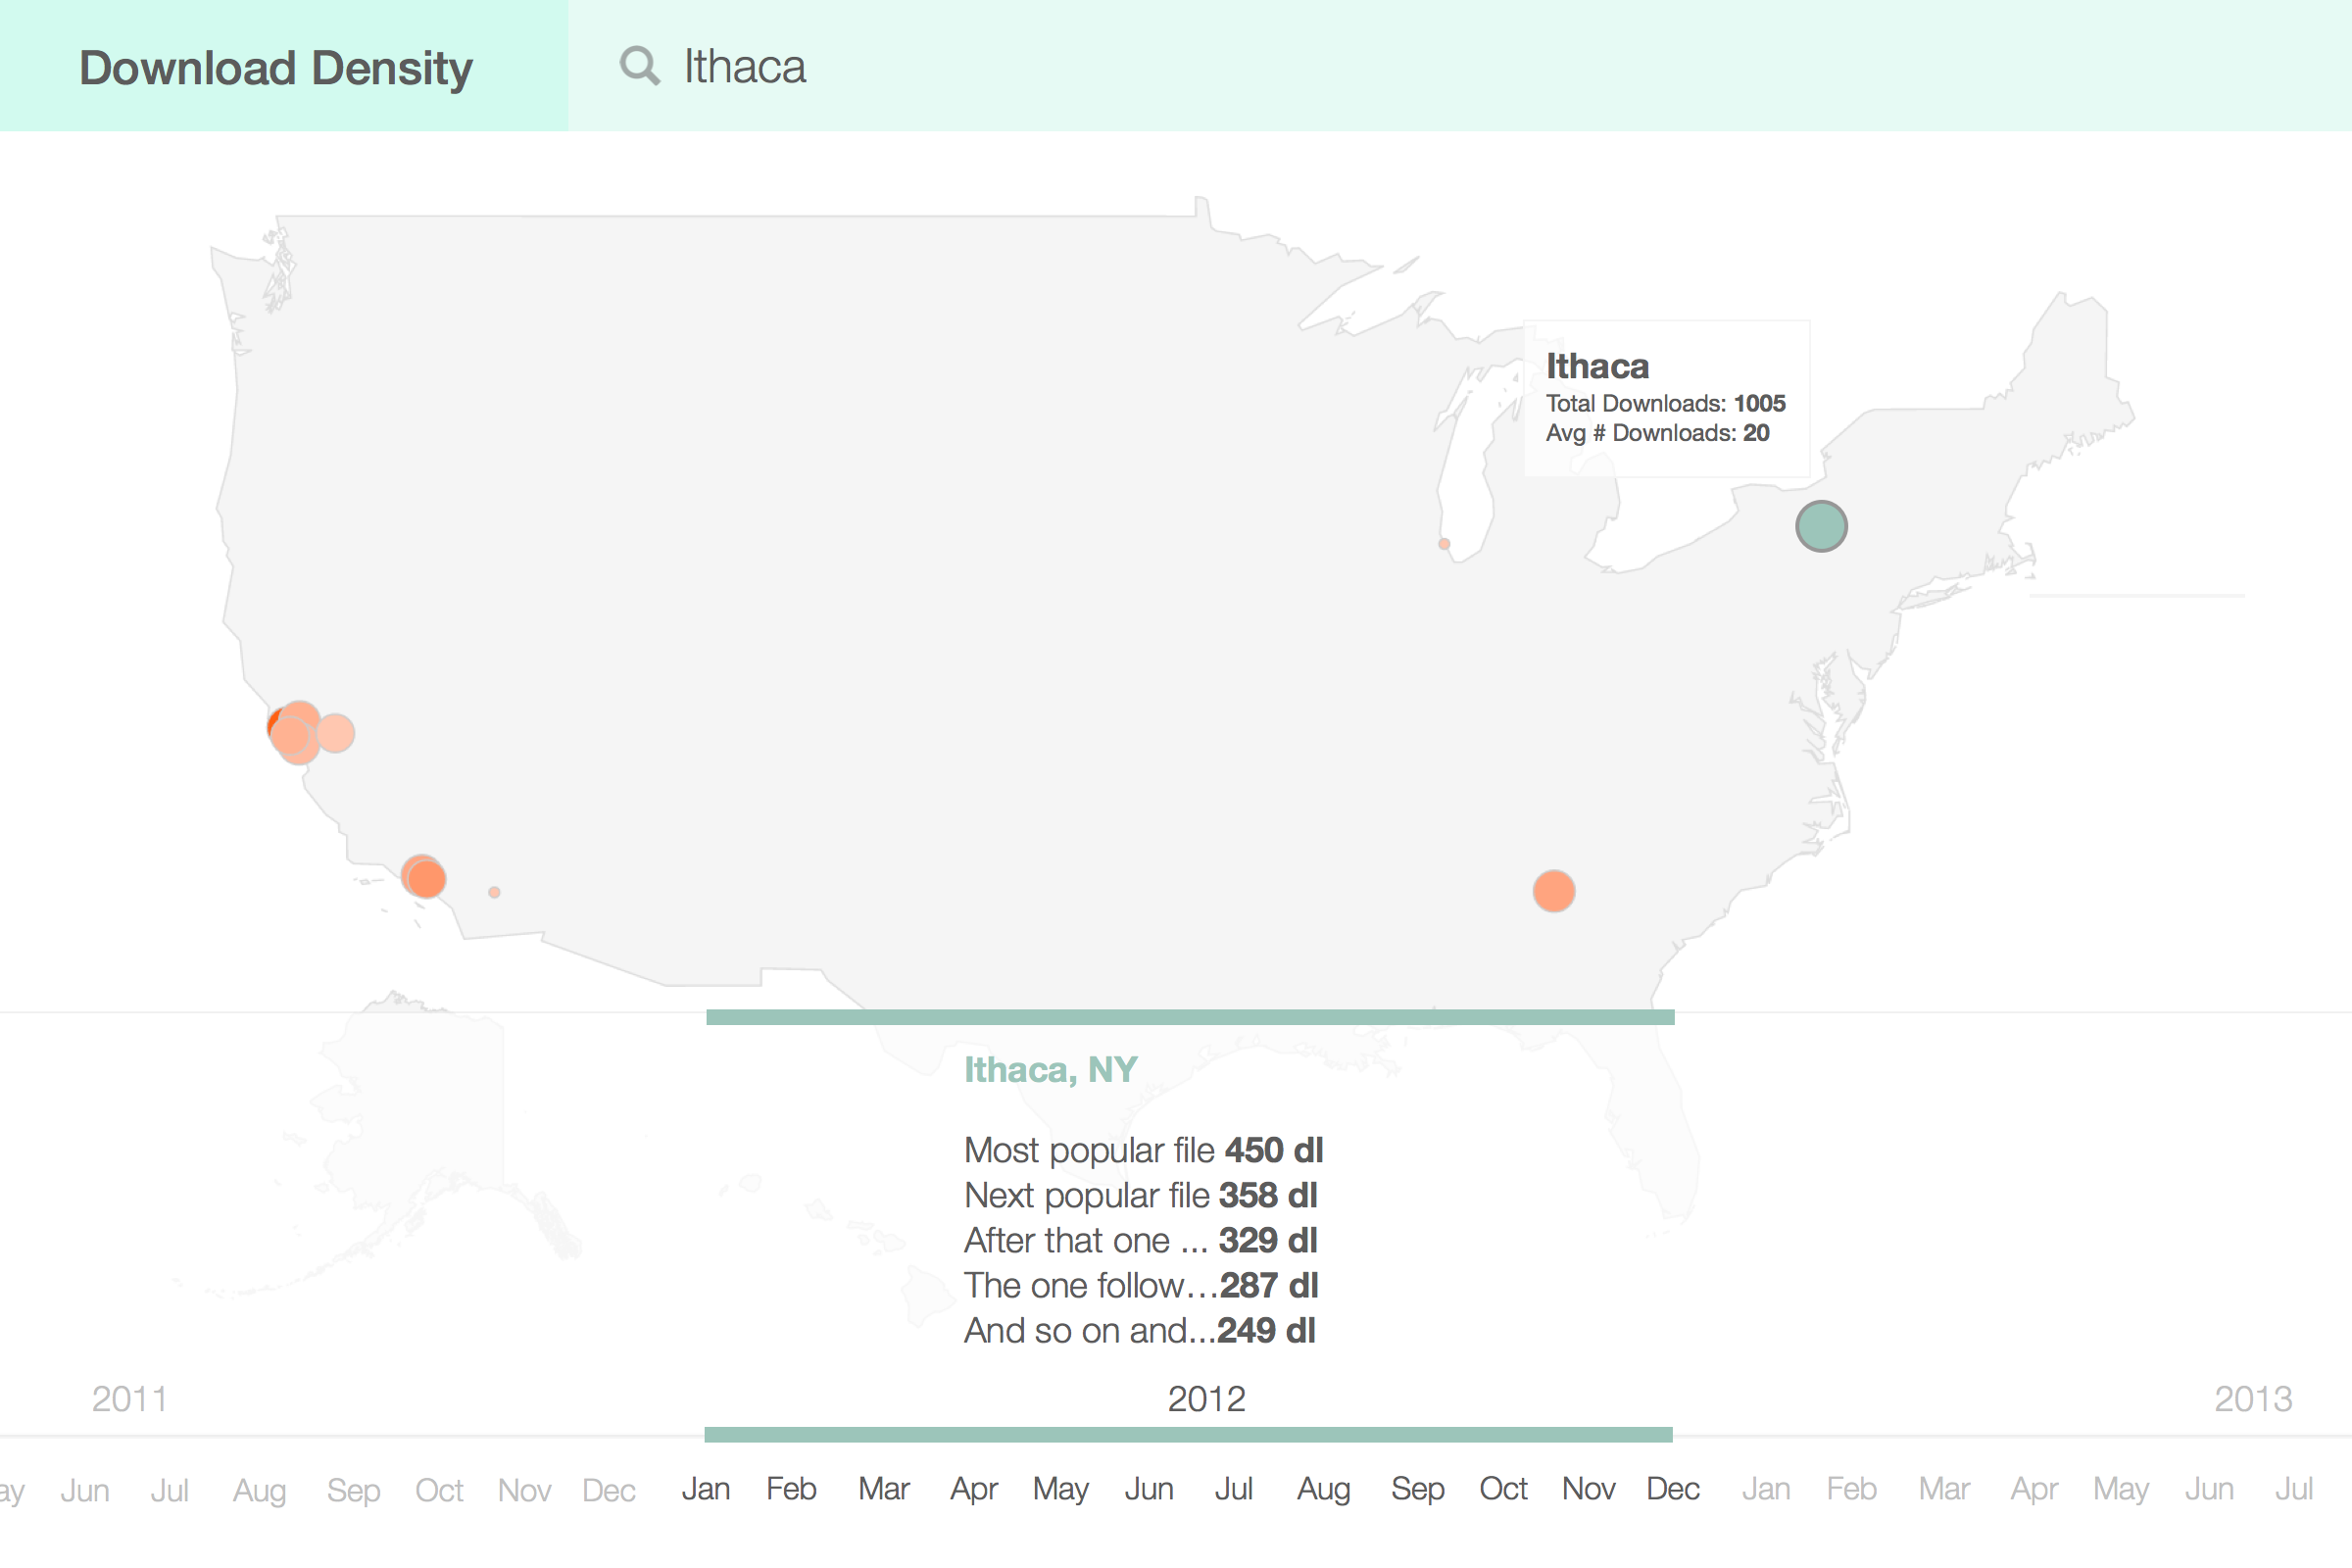 Download Density
Ithaca
Ithaca
Total Downloads: 1005
Avg # Downloads: 20
Ithaca, NY
Most popular file 450 dl
Next popular file 358 dl
After that one ... 329 dl
The one follow…287 dl
And so on and...249 dl
2011 2012 2013
ay Jun Jul Aug Sep Oct Nov Dec Jan Feb Mar Apr May Jun Jul Aug Sep Oct Nov Dec Jan Feb Mar Apr May Jun Jul